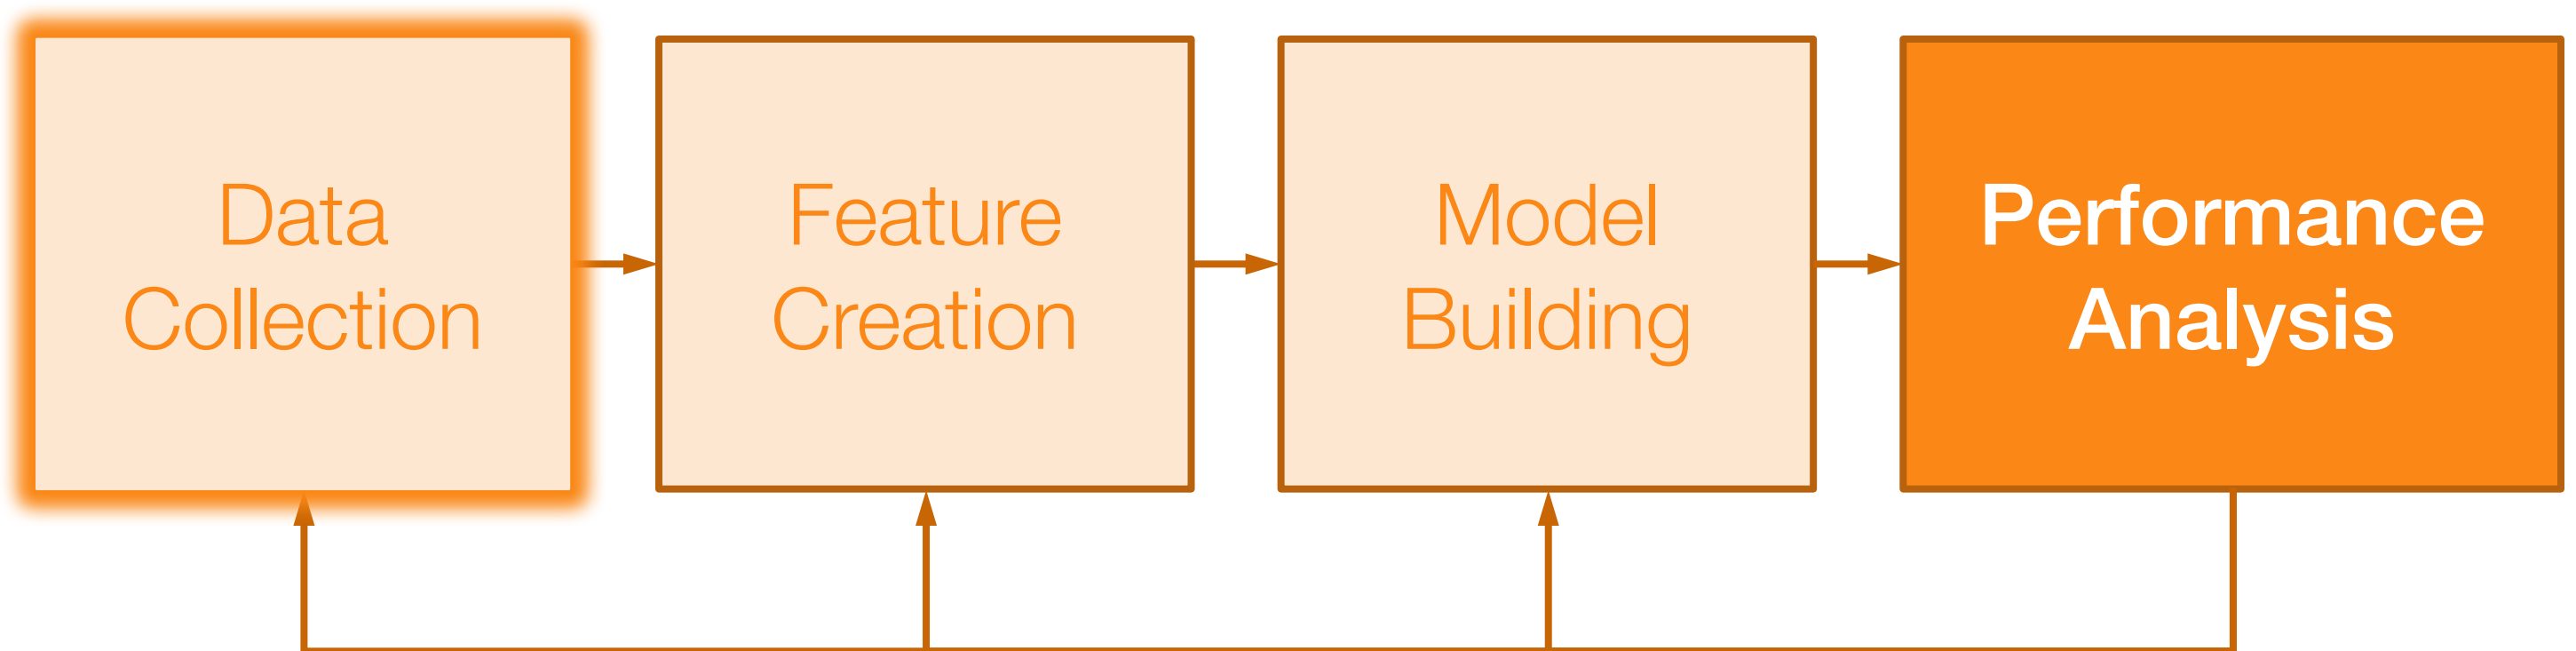 Data
Collection
Feature
Creation
Model
Building
Performance
Analysis